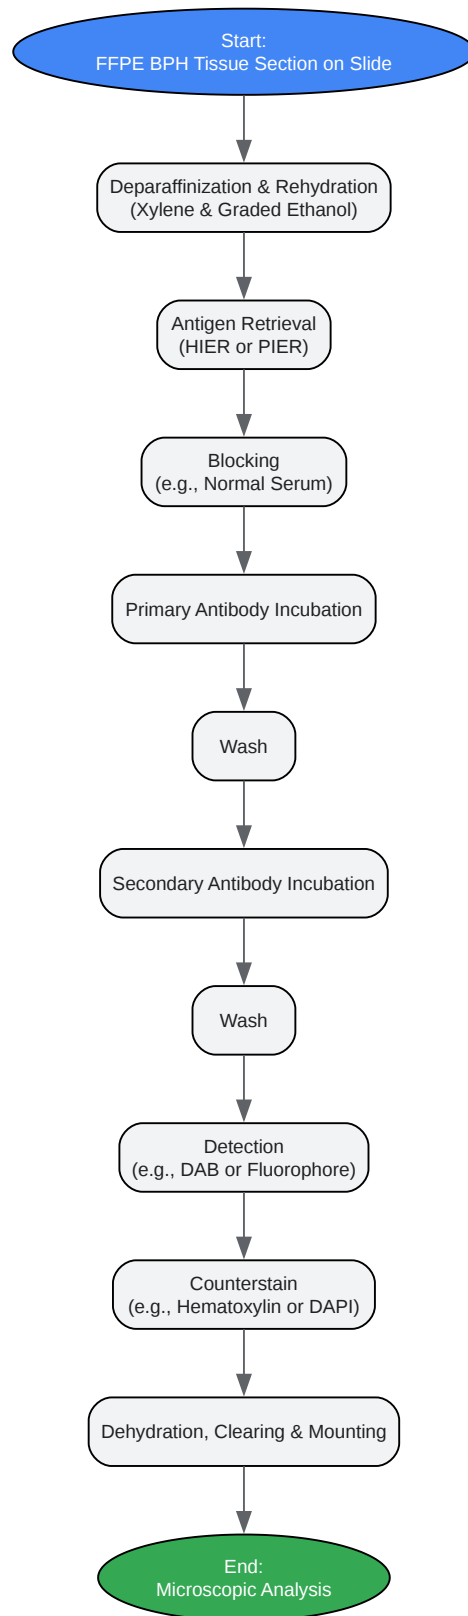 Start:
FFPE BPH Tissue Section on Slide
Deparaffinization & Rehydration
(Xylene & Graded Ethanol)
Antigen Retrieval
(HIER or PIER)
Blocking
(e.g., Normal Serum)
Primary Antibody Incubation
Wash
Secondary Antibody Incubation
Wash
Detection
(e.g., DAB or Fluorophore)
Counterstain
(e.g., Hematoxylin or DAPI)
Dehydration, Clearing & Mounting
End:
Microscopic Analysis